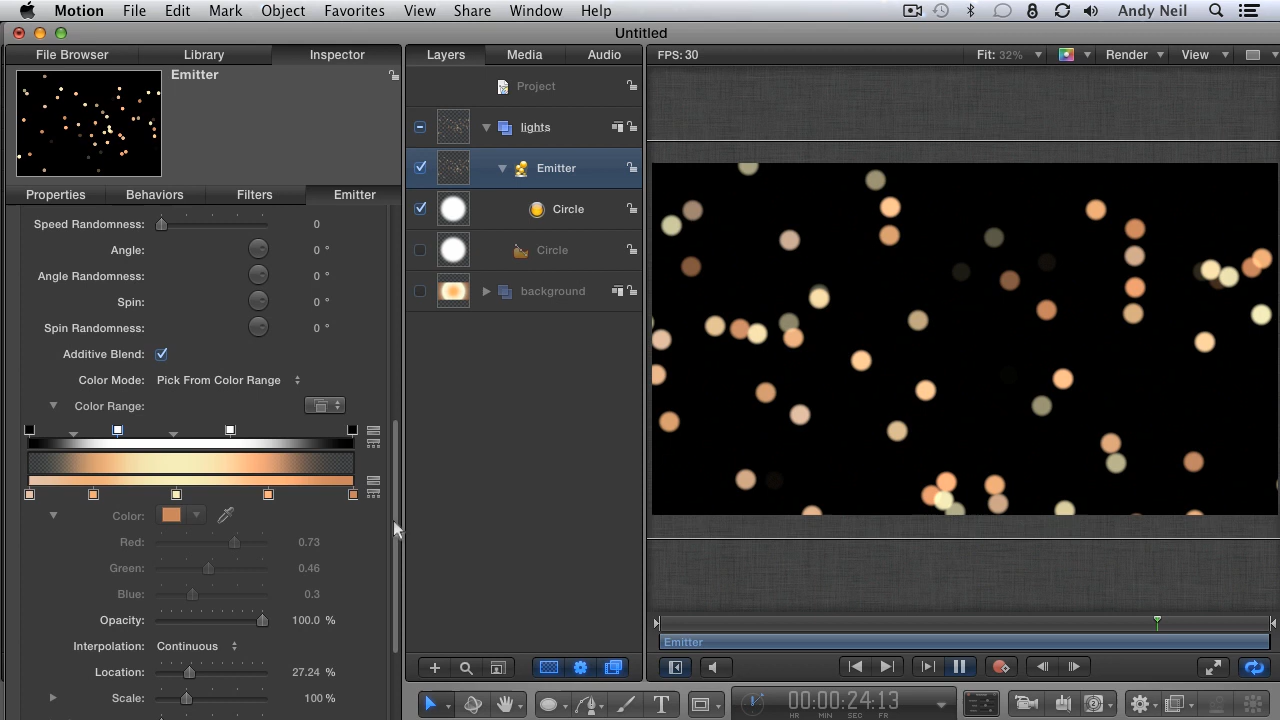 Motion File Edit Mark Object Favorites View Share Window Help Andy Neil
Untitled
File Browser Library Inspector
Emitter
Properties Behaviors Filters Emitter
Speed Randomness: 0
Angle: 0 °
Angle Randomness: 0 °
Spin: 0 °
Spin Randomness: 0 °
Additive Blend:
Color Mode: Pick From Color Range
Color Range:
Color:
Red: 0.73
Green: 0.46
Blue: 0.3
Opacity: 100.0 %
Interpolation: Continuous
Location: 27.24 %
Scale: 100 %
Layers Media Audio
Project
lights
Emitter
Circle
Circle
background
FPS: 30 Fit: 32% Render View
Emitter
00:00:24:13
HR MIN SEC FR